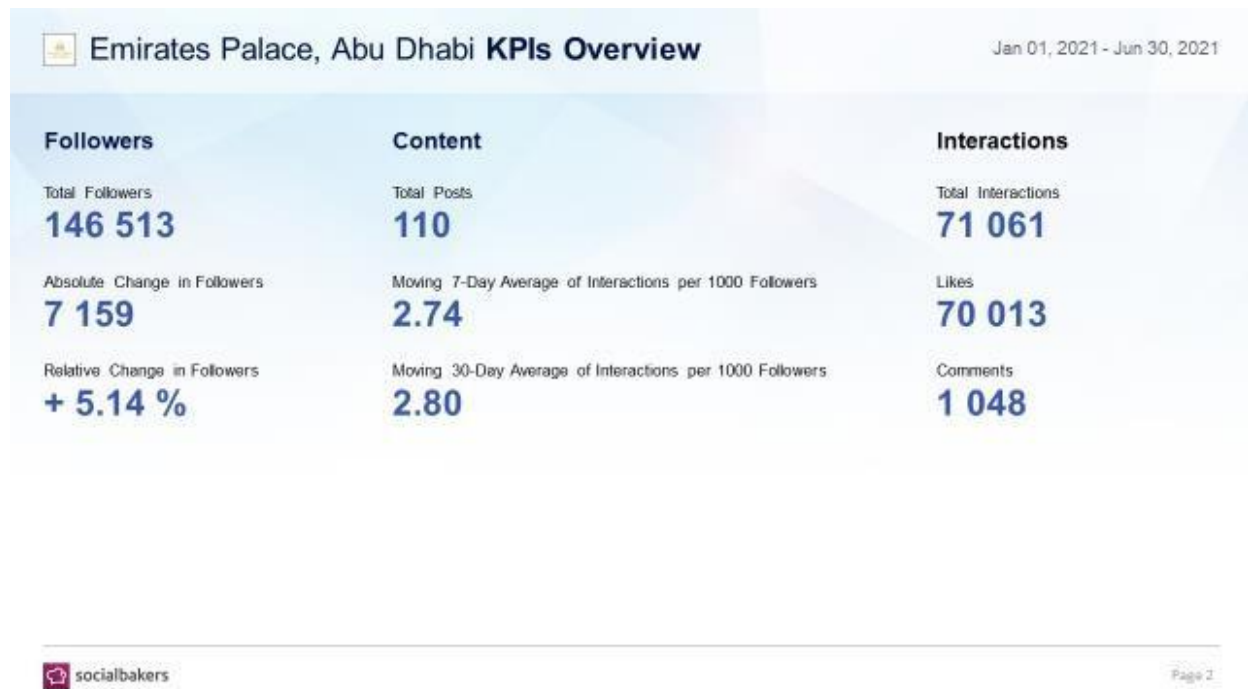 Emirates Palace, Abu Dhabi KPIs Overview
Jan 01, 2021 - Jun 30, 2021
Followers
Total Followers
146 513
Absolute Change in Followers
7 159
Relative Change in Followers
+ 5.14 %
Content
Total Posts
110
Moving 7-Day Average of Interactions per 1000 Followers
2.74
Moving 30-Day Average of Interactions per 1000 Followers
2.80
Interactions
Total Interactions
71 061
Likes
70 013
Comments
1 048
socialbakers
Page 2